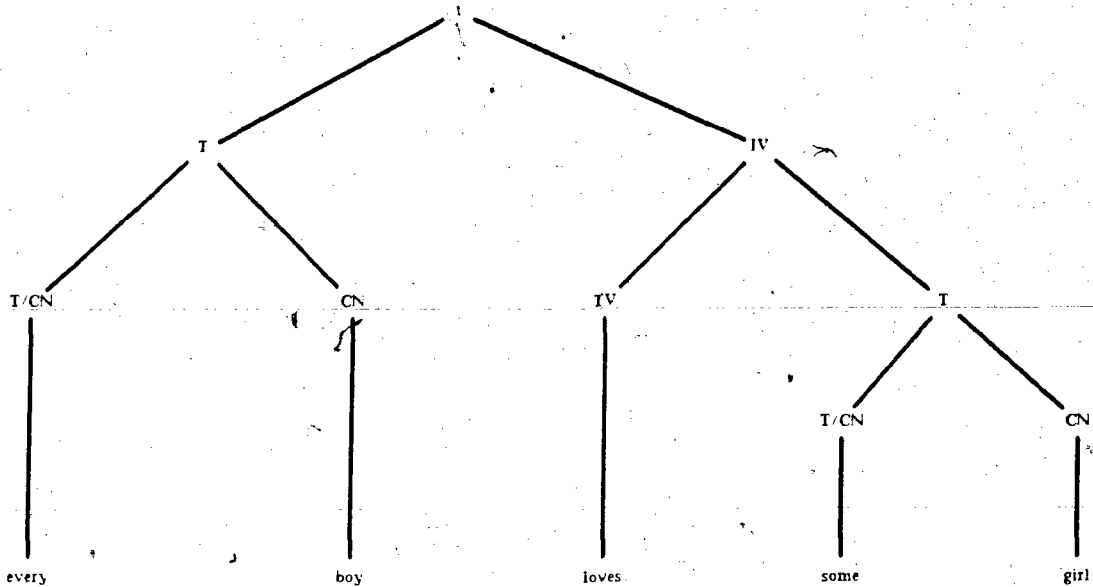 t
T IV
T/CN CN TV T
T/CN CN
every boy loves some girl